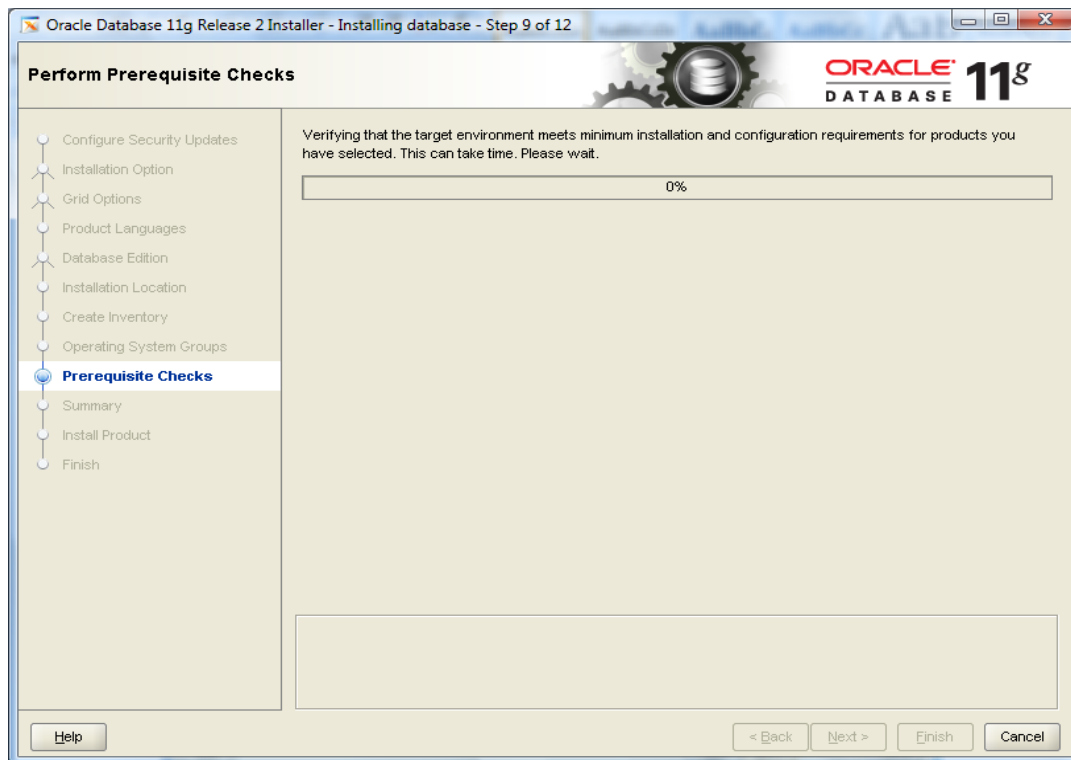 Oracle Database 11g Release 2 Installer - Installing database - Step 9 of 12
Perform Prerequisite Checks
ORACLE
DATABASE
11g
Configure Security Updates
Installation Option
Grid Options
Product Languages
Database Edition
Installation Location
Create Inventory
Operating System Groups
Prerequisite Checks
Summary
Install Product
Finish
Verifying that the target environment meets minimum installation and configuration requirements for products you
have selected. This can take time. Please wait.
0%
Help
< Back
Next >
Finish
Cancel